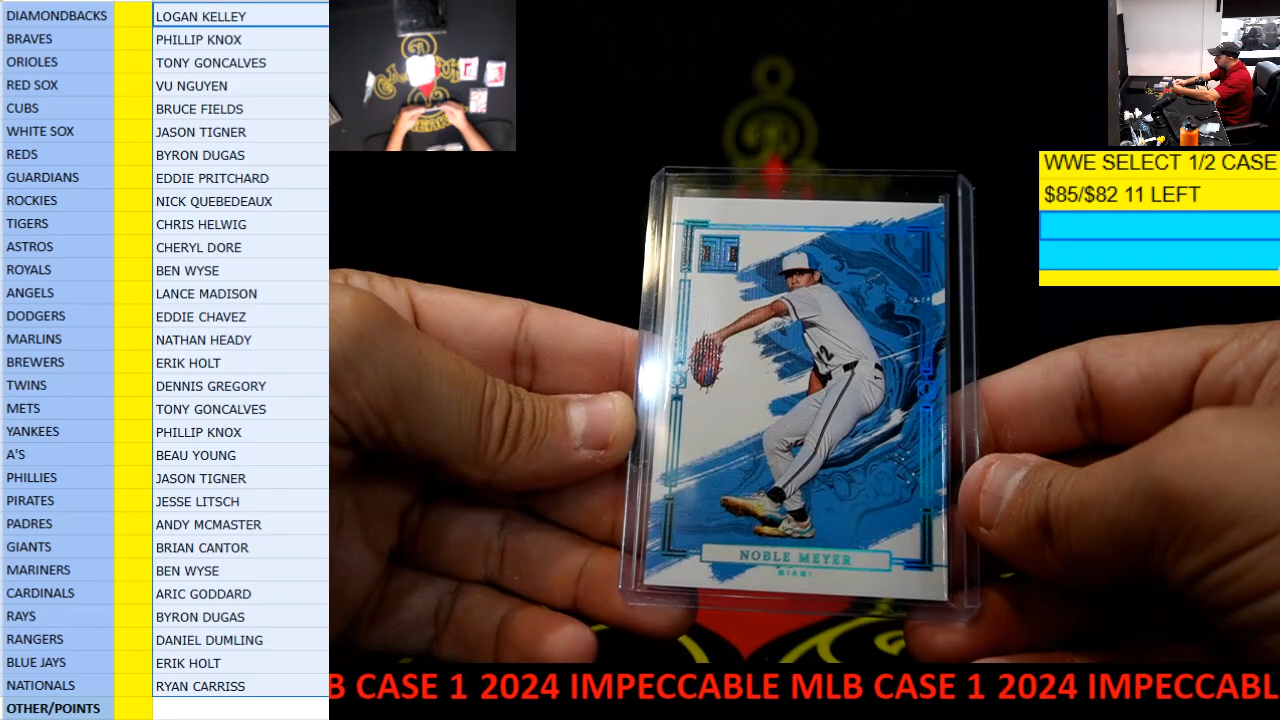 DIAMONDBACKS LOGAN KELLEY
BRAVES PHILLIP KNOX
ORIOLES TONY GONCALVES
RED SOX VU NGUYEN
CUBS BRUCE FIELDS
WHITE SOX JASON TIGNER
REDS BYRON DUGAS
GUARDIANS EDDIE PRITCHARD
ROCKIES NICK QUEBEDEAUX
TIGERS CHRIS HELWIG
ASTROS CHERYL DORE
ROYALS BEN WYSE
ANGELS LANCE MADISON
DODGERS EDDIE CHAVEZ
MARLINS NATHAN HEADY
BREWERS ERIK HOLT
TWINS DENNIS GREGORY
METS TONY GONCALVES
YANKEES PHILLIP KNOX
A'S BEAU YOUNG
PHILLIES JASON TIGNER
PIRATES JESSE LITSCH
PADRES ANDY MCMASTER
GIANTS BRIAN CANTOR
MARINERS BEN WYSE
CARDINALS ARIC GODDARD
RAYS BYRON DUGAS
RANGERS DANIEL DUMLING
BLUE JAYS ERIK HOLT
NATIONALS RYAN CARRISS
OTHER/POINTS
WWE SELECT 1/2 CASE
$85/$82 11 LEFT
12
NOBLE MEYER
MIAMI
B CASE 1 2024 IMPECCABLE MLB CASE 1 2024 IMPECCABL